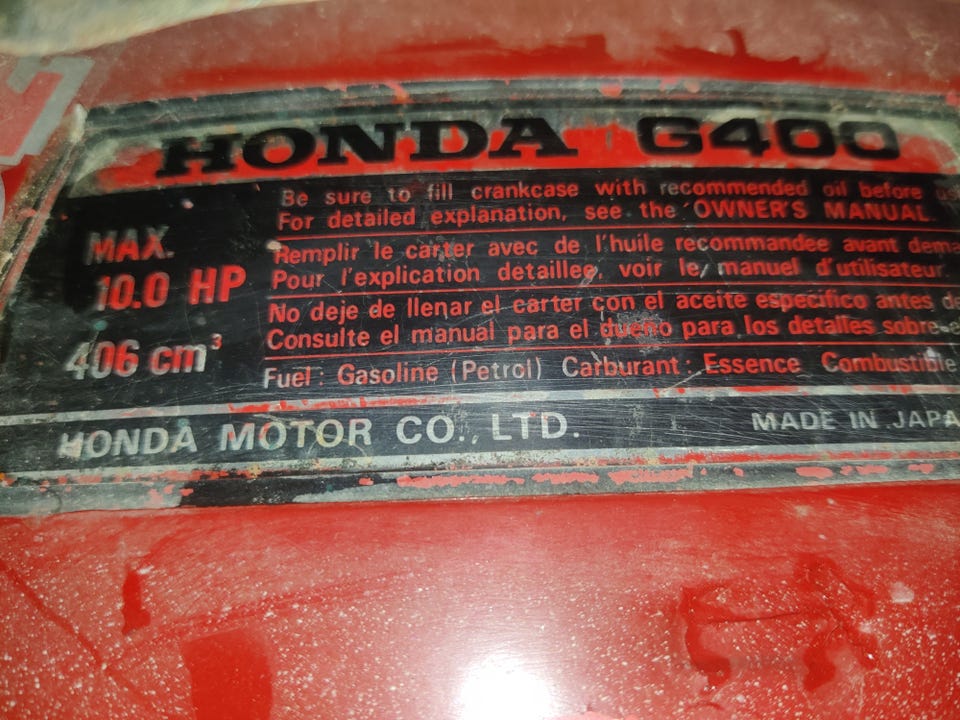 HONDA G400
Be sure to fill crankcase with recommended oil before
For detailed explanation, see the 'OWNER'S MANUAL
MAX.
10.0 HP
406 cm³
Remplir le carter avec de l'huile recommandee avant
Pour l'explication detaillee, voir le manuel d'utilisateur.
No deje de llenar el carter con el aceite especifico antes de
Consulte el manual para el dueño para los detalles sobre
Fuel : Gasoline (Petrol) Carburant : Essence Combustible
HONDA MOTOR CO., LTD.
MADE IN JAPA